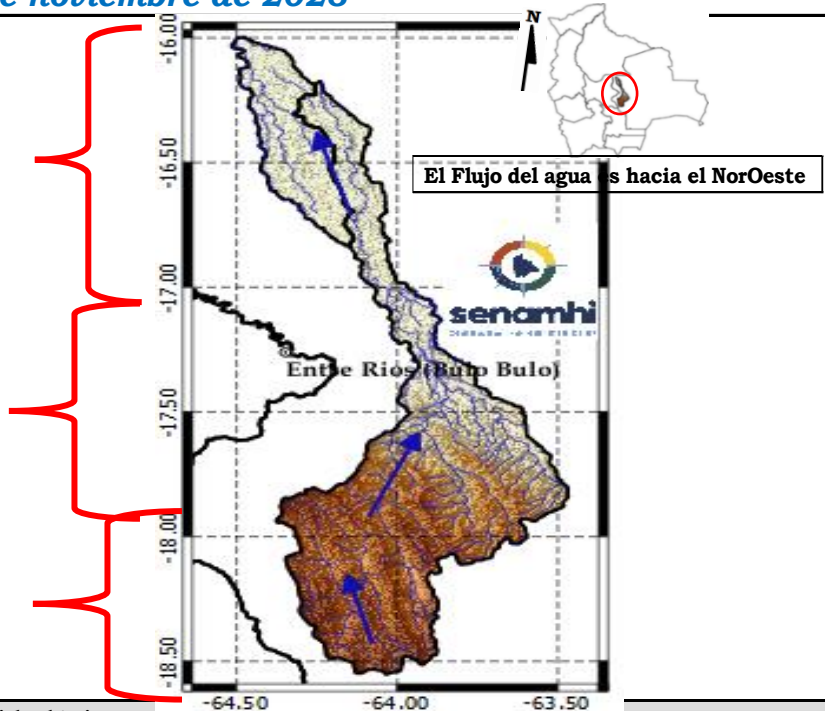 e noviembre de 2023
N
El Flujo del agua es hacia el NorOeste
senamhi
Entre Rios (Bulo Bulo)
-16.00
-16.50
-17.00
-17.50
-18.00
-18.50
-64.50
-64.00
-63.50